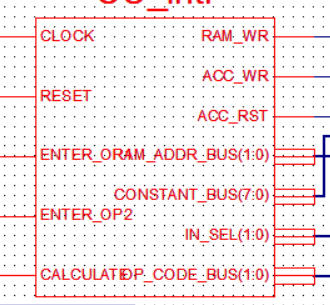 CLOCK
RAM_WR
ACC_WR
RESET
ACC_RST
RAM_ADDR_BUS(1:0)
CONSTANT_BUS(7:0)
ENTER_OP2
IN_SEL(1:0)
CALCULATE
OP_CODE_BUS(1:0)